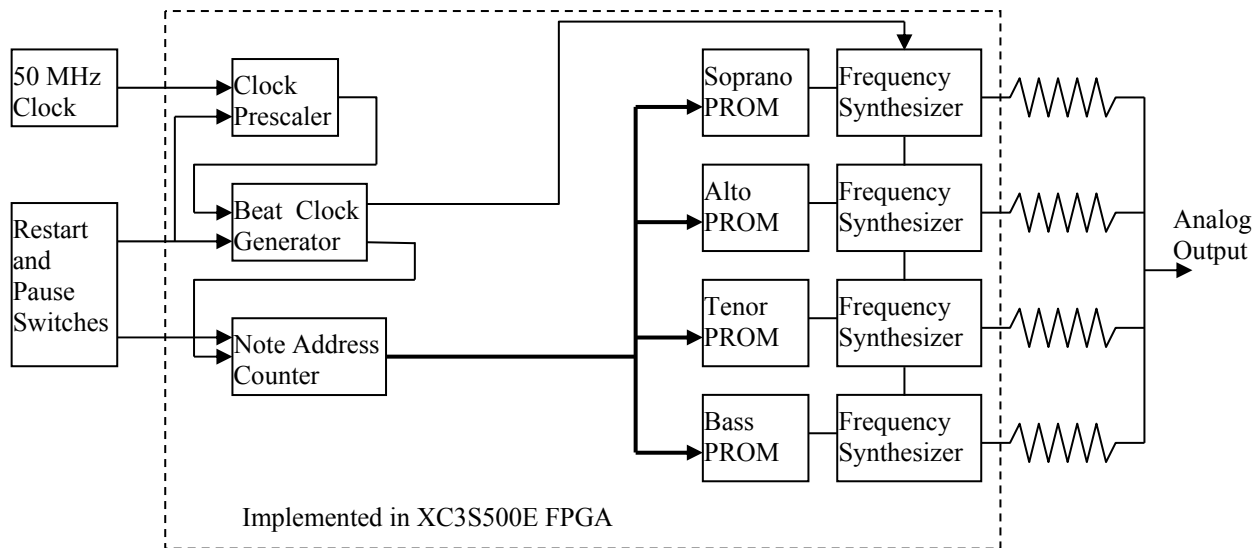 50 MHz
Clock
Restart
and
Pause
Switches
Clock
Prescaler
Beat Clock
Generator
Note Address
Counter
Soprano
PROM
Frequency
Synthesizer
Alto
PROM
Frequency
Synthesizer
Tenor
PROM
Frequency
Synthesizer
Bass
PROM
Frequency
Synthesizer
Analog
Output
Implemented in XC3S500E FPGA